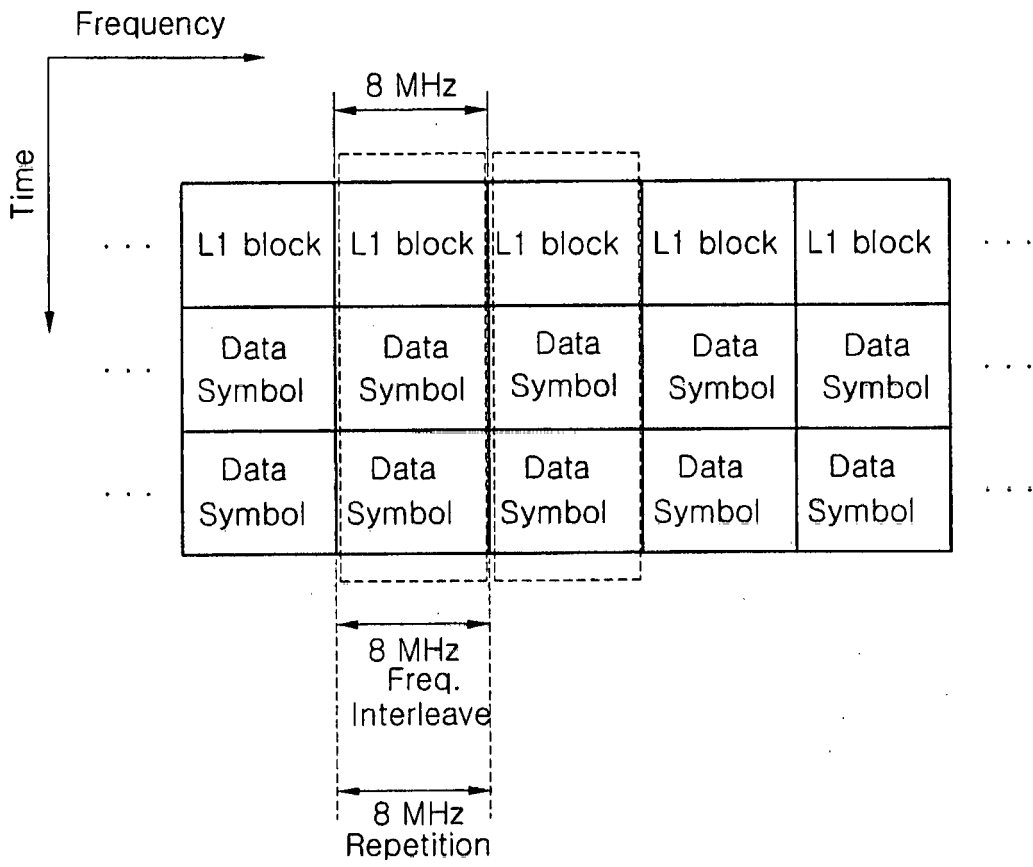 Frequency
8 MHz
Time
. . . L1 block L1 block L1 block L1 block L1 block . . .
Data Data Data Data Data
. . . Symbol Symbol Symbol Symbol Symbol . . .
Data Data Data Data Data
. . . Symbol Symbol Symbol Symbol Symbol . . .
8 MHz
Freq.
Interleave
8 MHz
Repetition